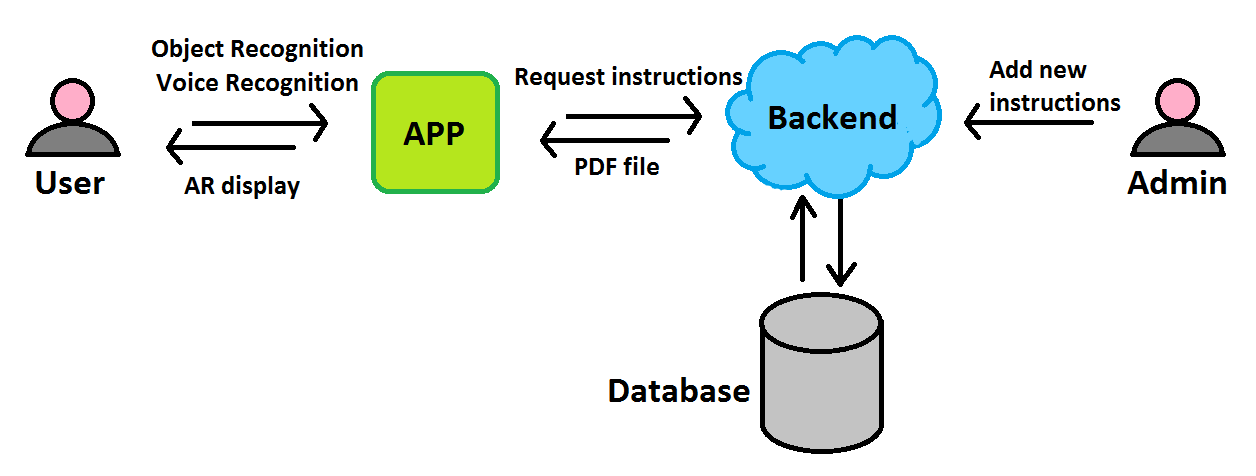 Object Recognition
Voice Recognition
APP
AR display
User
Request instructions
PDF file
Backend
Add new
instructions
Admin
Database